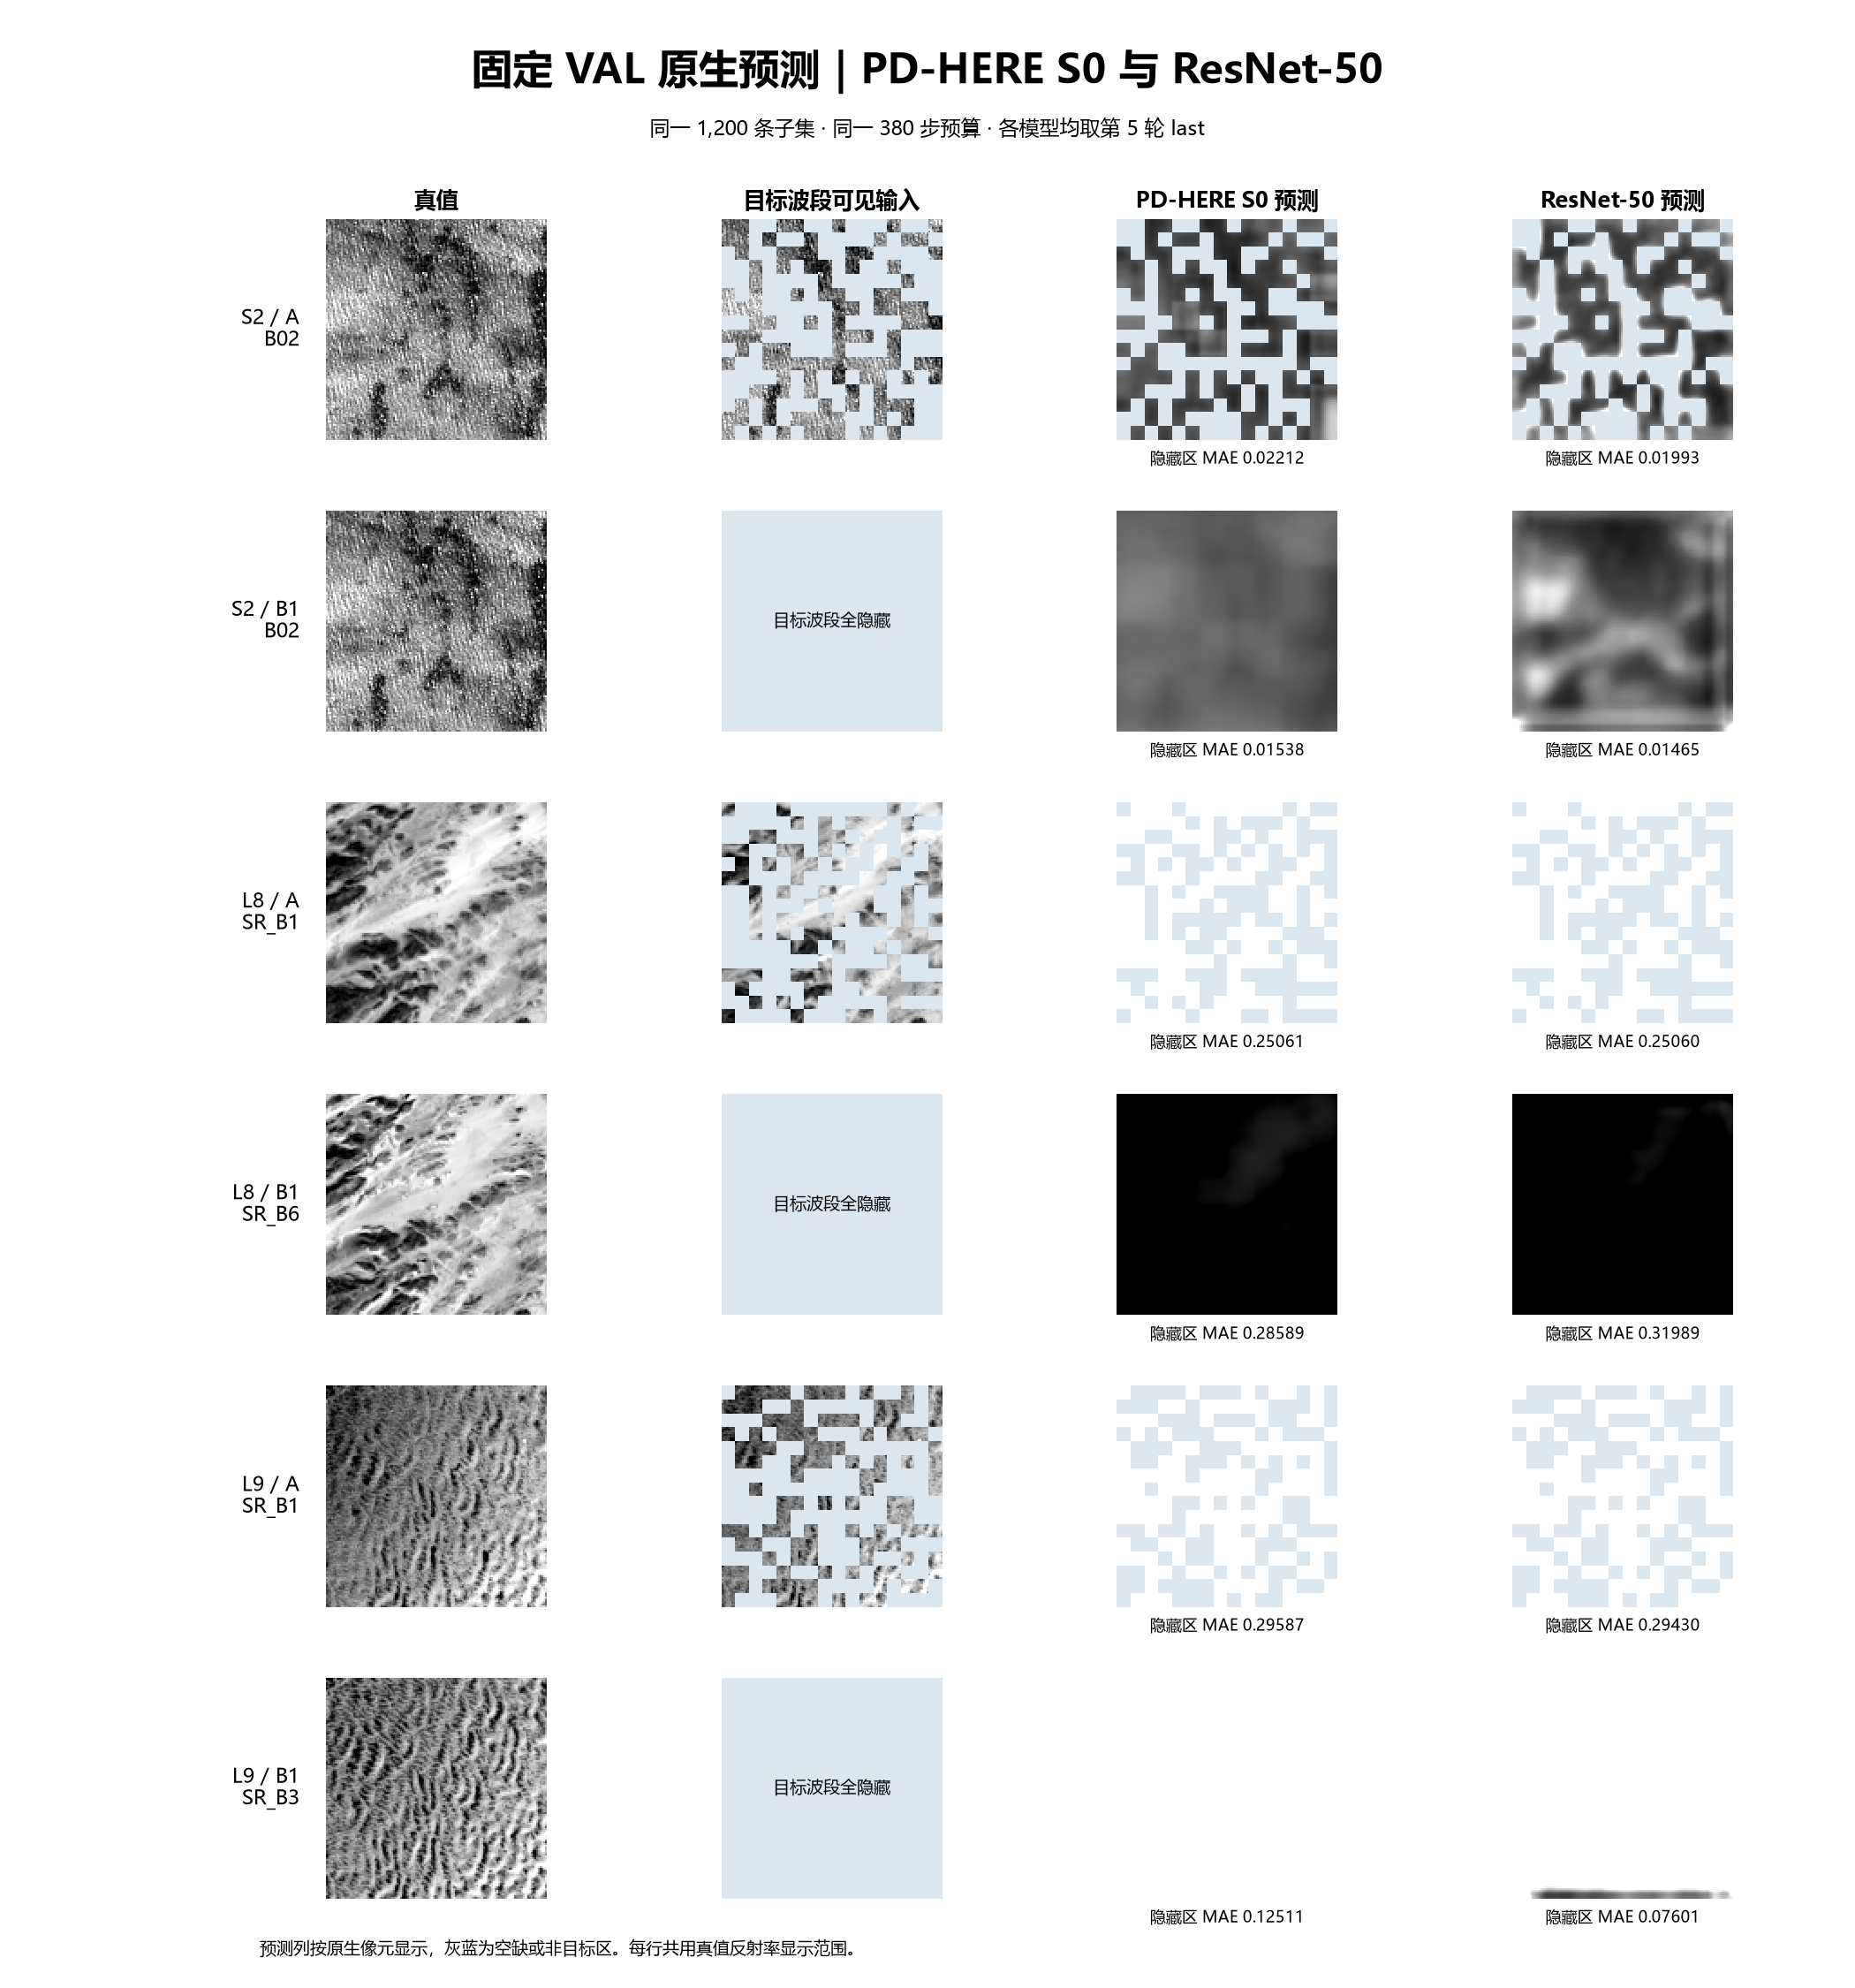 固定 VAL 原生预测 | PD-HERE S0 与 ResNet-50
同一 1,200 条子集 · 同一 380 步预算 · 各模型均取第 5 轮 last
真值
目标波段可见输入
PD-HERE S0 预测
ResNet-50 预测
S2 / A
B02
隐藏区 MAE 0.02212
隐藏区 MAE 0.01993
S2 / B1
B02
目标波段全隐藏
隐藏区 MAE 0.01538
隐藏区 MAE 0.01465
L8 / A
SR_B1
隐藏区 MAE 0.25061
隐藏区 MAE 0.25060
L8 / B1
SR_B6
目标波段全隐藏
隐藏区 MAE 0.28589
隐藏区 MAE 0.31989
L9 / A
SR_B1
隐藏区 MAE 0.29587
隐藏区 MAE 0.29430
L9 / B1
SR_B3
目标波段全隐藏
隐藏区 MAE 0.12511
隐藏区 MAE 0.07601
预测列按原生像元显示，灰蓝为空缺或非目标区。每行共用真值反射率显示范围。